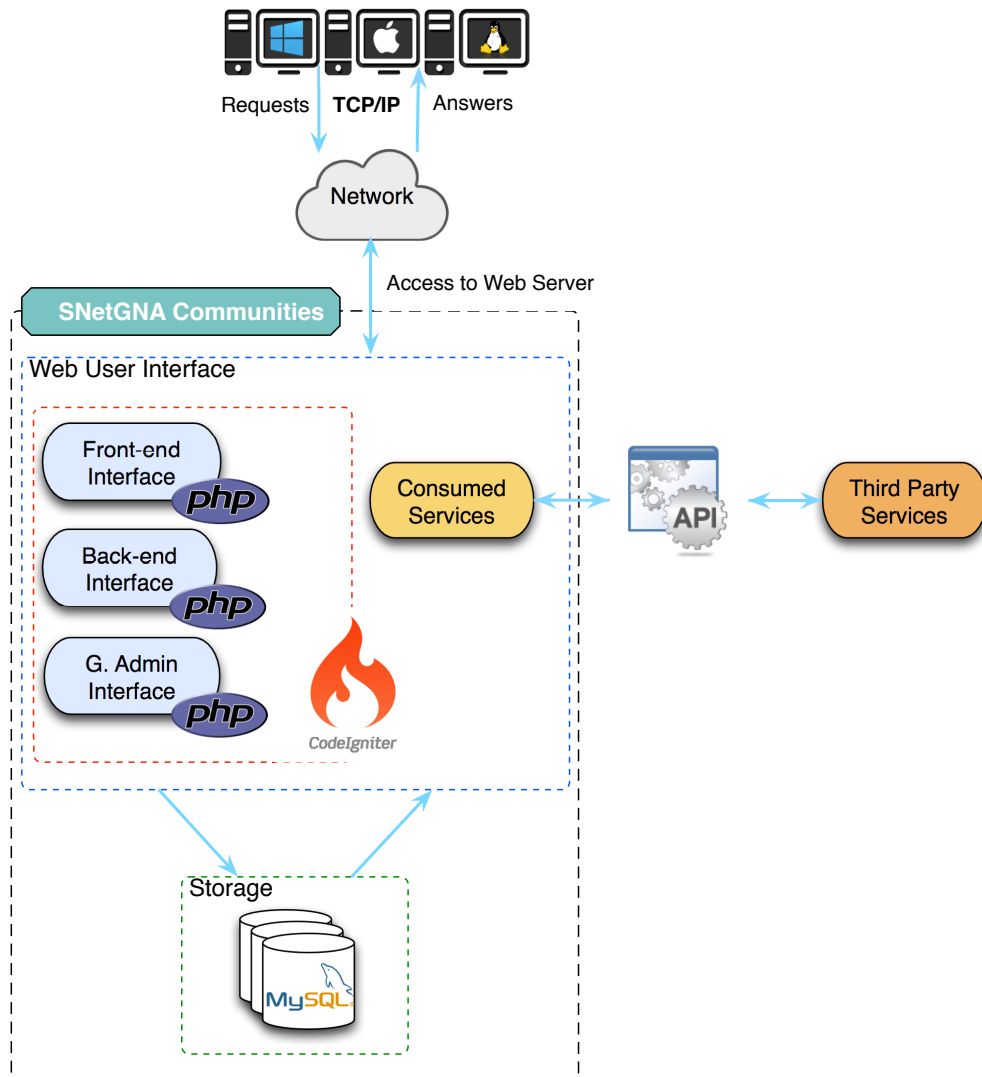 Requests
TCP/IP
Answers
Network
Access to Web Server
SNetGNA Communities
Web User Interface
Front-end
Interface
php
Back-end
Interface
php
G. Admin
Interface
php
CodeIgniter
Consumed
Services
API
Third Party
Services
Storage
MySQL